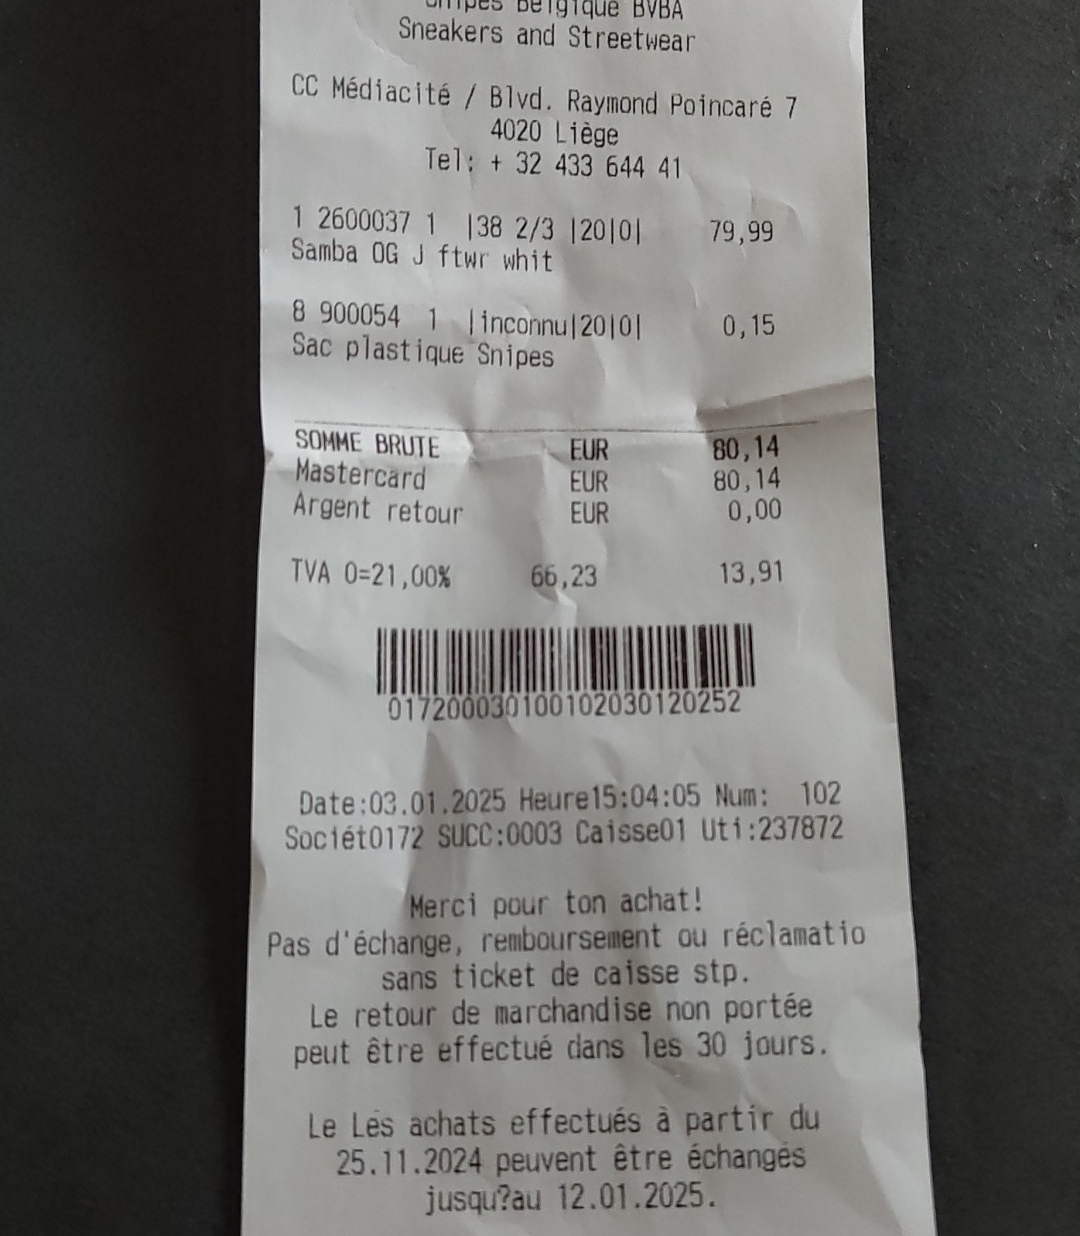 Snipes Belgique BVBA
Sneakers and Streetwear
CC Médiacité / Blvd. Raymond Poincaré 7
4020 Liège
Tel: + 32 433 644 41
1 2600037 1 |38 2/3 |20|0| 79,99
Samba OG J ftwr whit
8 900054 1 |inconnu|20|0| 0,15
Sac plastique Snipes
SOMME BRUTE EUR 80,14
Mastercard EUR 80,14
Argent retour EUR 0,00
TVA 0=21,00% 66,23 13,91
017200030100102030120252
Date:03.01.2025 Heure15:04:05 Num: 102
Sociét0172 SUCC:0003 Caisse01 Uti:237872
Merci pour ton achat!
Pas d'échange, remboursement ou réclamatio
sans ticket de caisse stp.
Le retour de marchandise non portée
peut être effectué dans les 30 jours.
Le Les achats effectués à partir du
25.11.2024 peuvent être échangés
jusqu?au 12.01.2025.